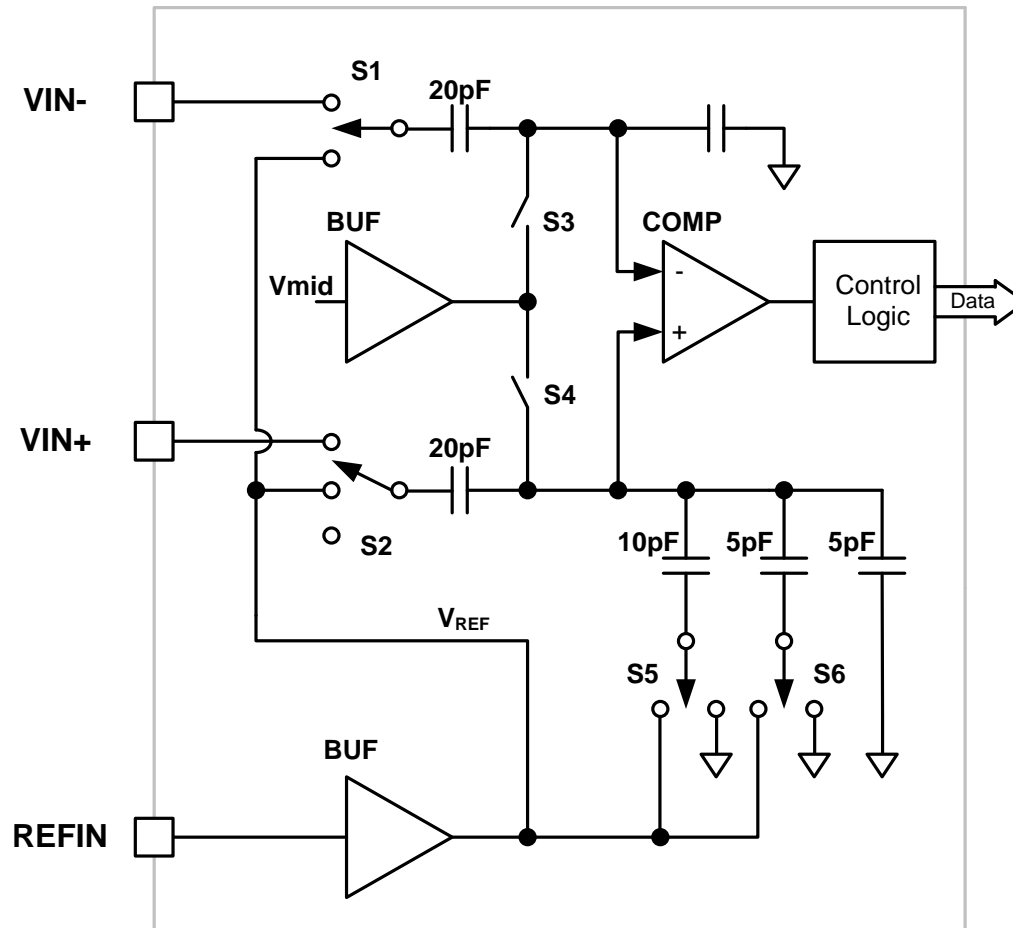 S1
VIN-
20pF
S3
BUF
COMP
Vmid
-
+
Control
Logic
Data
S4
VIN+
20pF
S2
10pF
5pF
5pF
VREF
S5
S6
BUF
REFIN